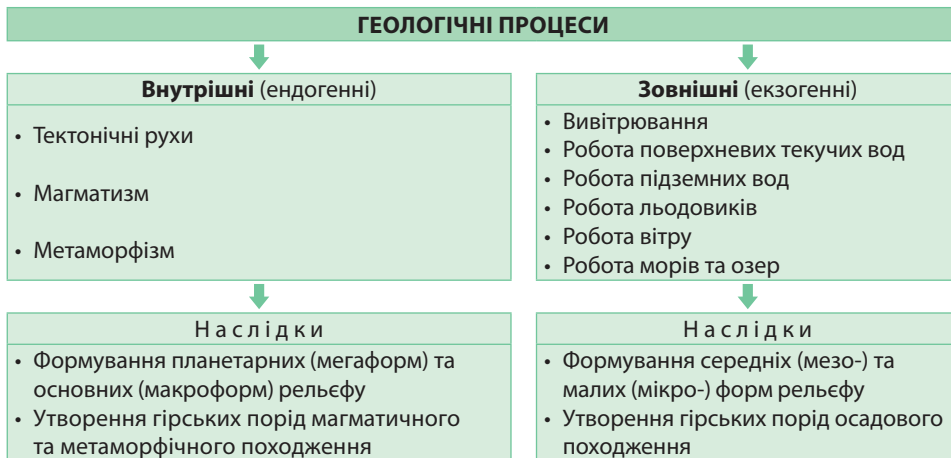 ГЕОЛОГІЧНІ ПРОЦЕСИ
Внутрішні (ендогенні)
• Тектонічні рухи
• Магматизм
• Метаморфізм
Зовнішні (екзогенні)
• Вивітрювання
• Робота поверхневих текучих вод
• Робота підземних вод
• Робота льодовиків
• Робота вітру
• Робота морів та озер
Наслідки
• Формування планетарних (мегаформ) та
основних (макроформ) рельєфу
• Утворення гірських порід магматичного
та метаморфічного походження
Наслідки
• Формування середніх (мезо-) та
малих (мікро-) форм рельєфу
• Утворення гірських порід осадового
походження